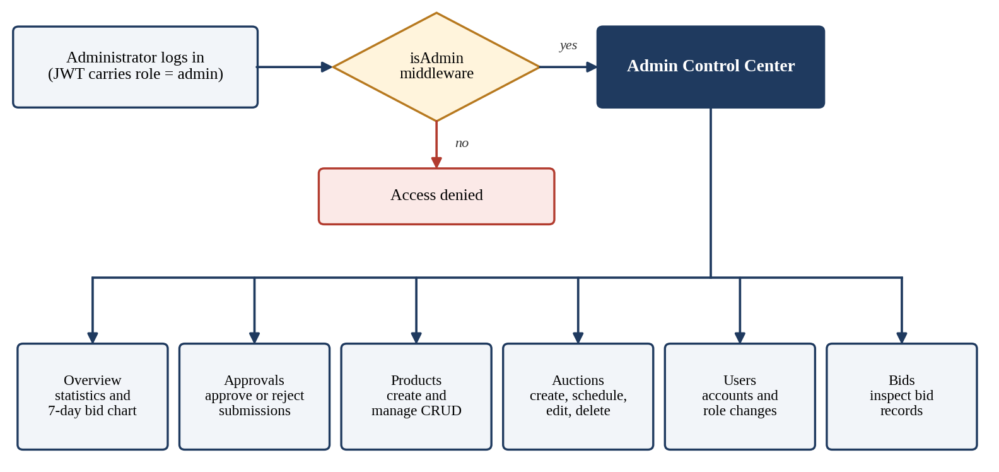 Administrator logs in
(JWT carries role = admin)
isAdmin
middleware
yes
Admin Control Center
no
Access denied
Overview
statistics and
7-day bid chart
Approvals
approve or reject
submissions
Products
create and
manage CRUD
Auctions
create, schedule,
edit, delete
Users
accounts and
role changes
Bids
inspect bid
records